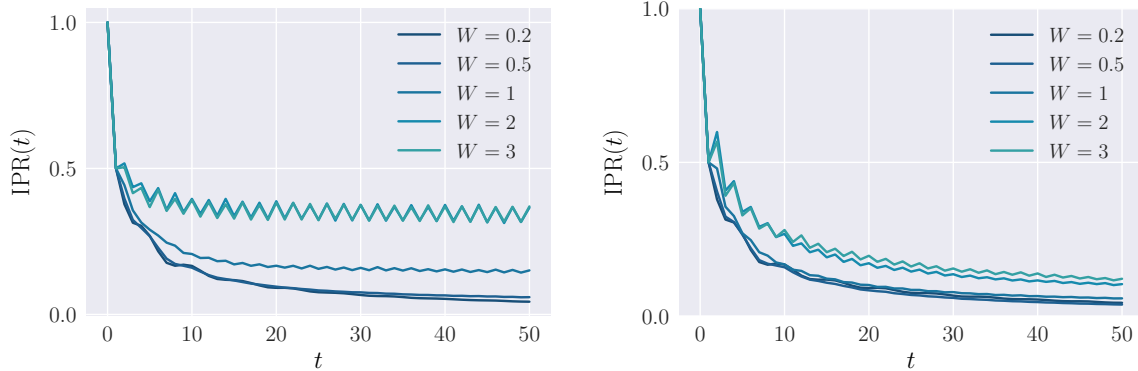 1.0
0.5
0.0
IPR(t)
0 10 20 30 40 50
t
W = 0.2
W = 0.5
W = 1
W = 2
W = 3
1.0
0.5
0.0
IPR(t)
0 10 20 30 40 50
t
W = 0.2
W = 0.5
W = 1
W = 2
W = 3